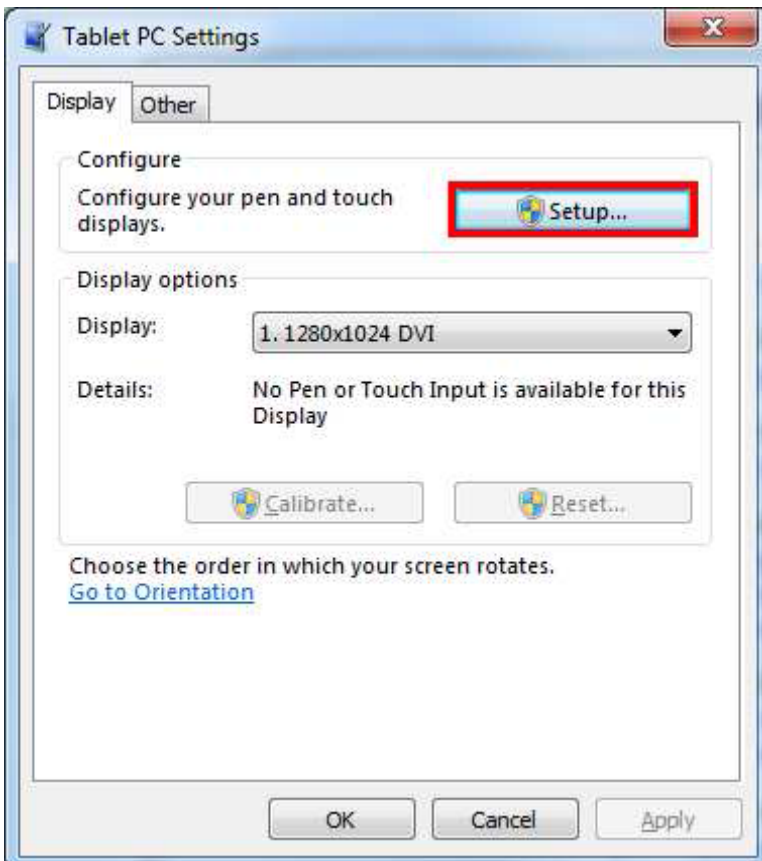 Tablet PC Settings
Display
Other
Configure
Configure your pen and touch
displays.
Setup...
Display options
Display:
1. 1280x1024 DVI
Details:
No Pen or Touch Input is available for this
Display
Calibrate...
Reset...
Choose the order in which your screen rotates.
Go to Orientation
OK
Cancel
Apply